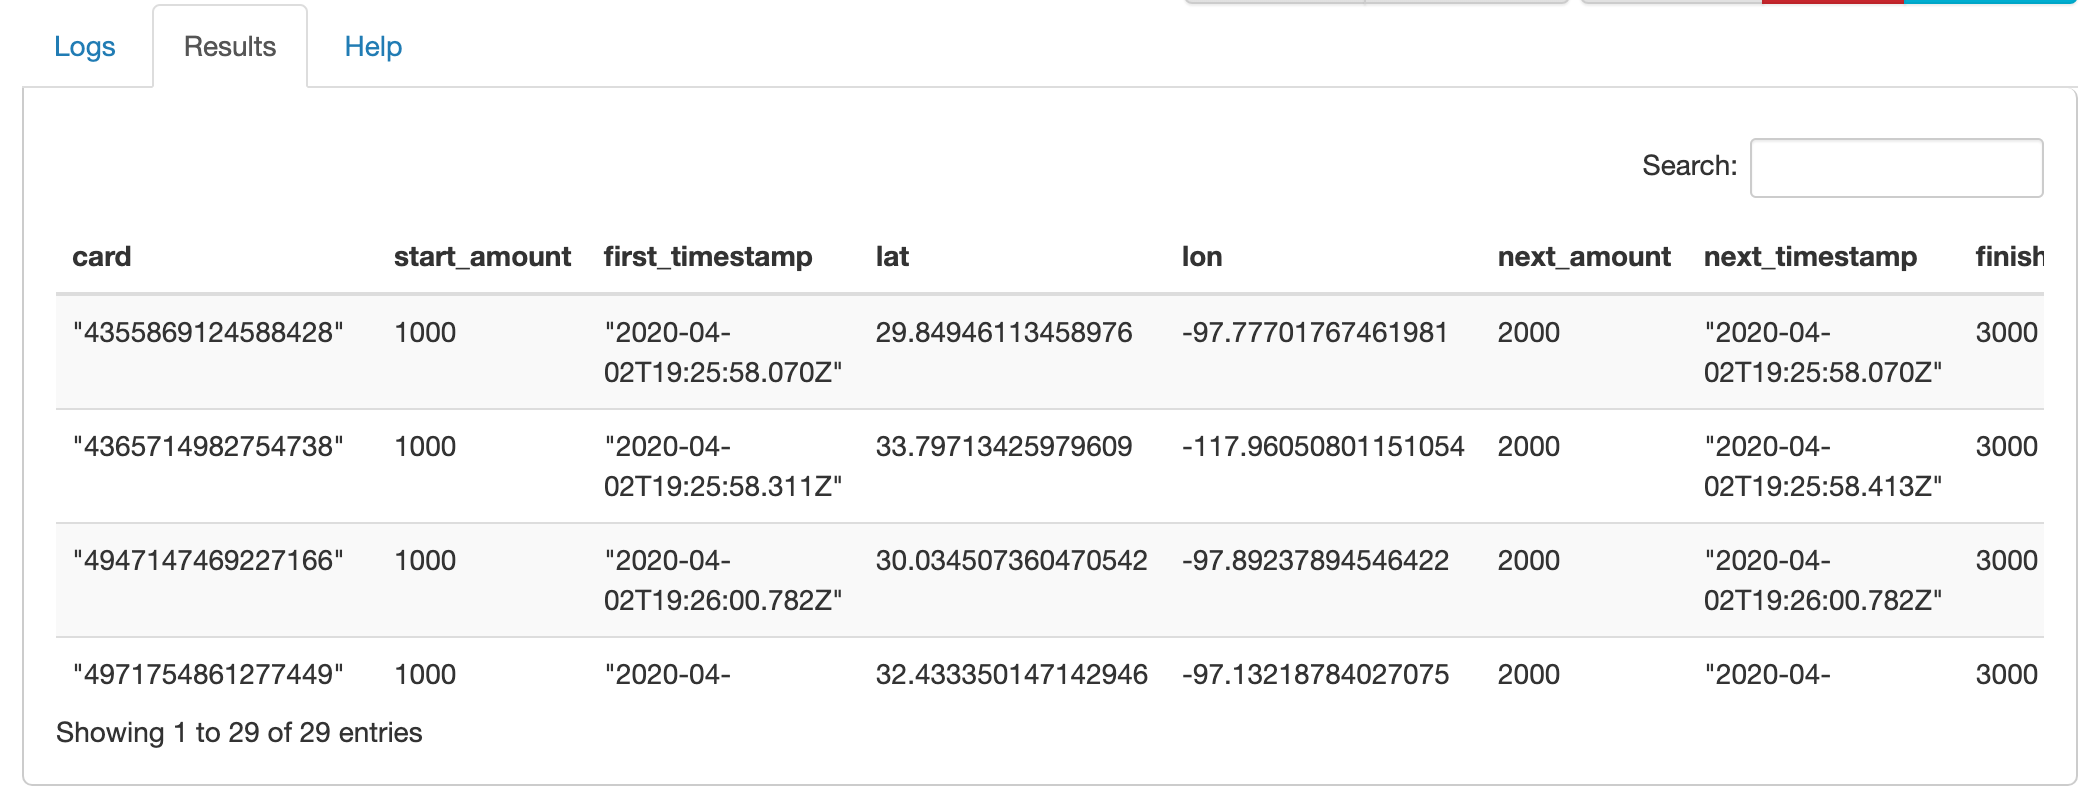 Logs Results Help
Search:
card start_amount first_timestamp lat lon next_amount next_timestamp finish
"4355869124588428" 1000 "2020-04- 29.84946113458976 -97.77701767461981 2000 "2020-04- 3000
02T19:25:58.070Z" 02T19:25:58.070Z"
"4365714982754738" 1000 "2020-04- 33.79713425979609 -117.96050801151054 2000 "2020-04- 3000
02T19:25:58.311Z" 02T19:25:58.413Z"
"4947147469227166" 1000 "2020-04- 30.034507360470542 -97.89237894546422 2000 "2020-04- 3000
02T19:26:00.782Z" 02T19:26:00.782Z"
"4971754861277449" 1000 "2020-04- 32.433350147142946 -97.13218784027075 2000 "2020-04- 3000
Showing 1 to 29 of 29 entries